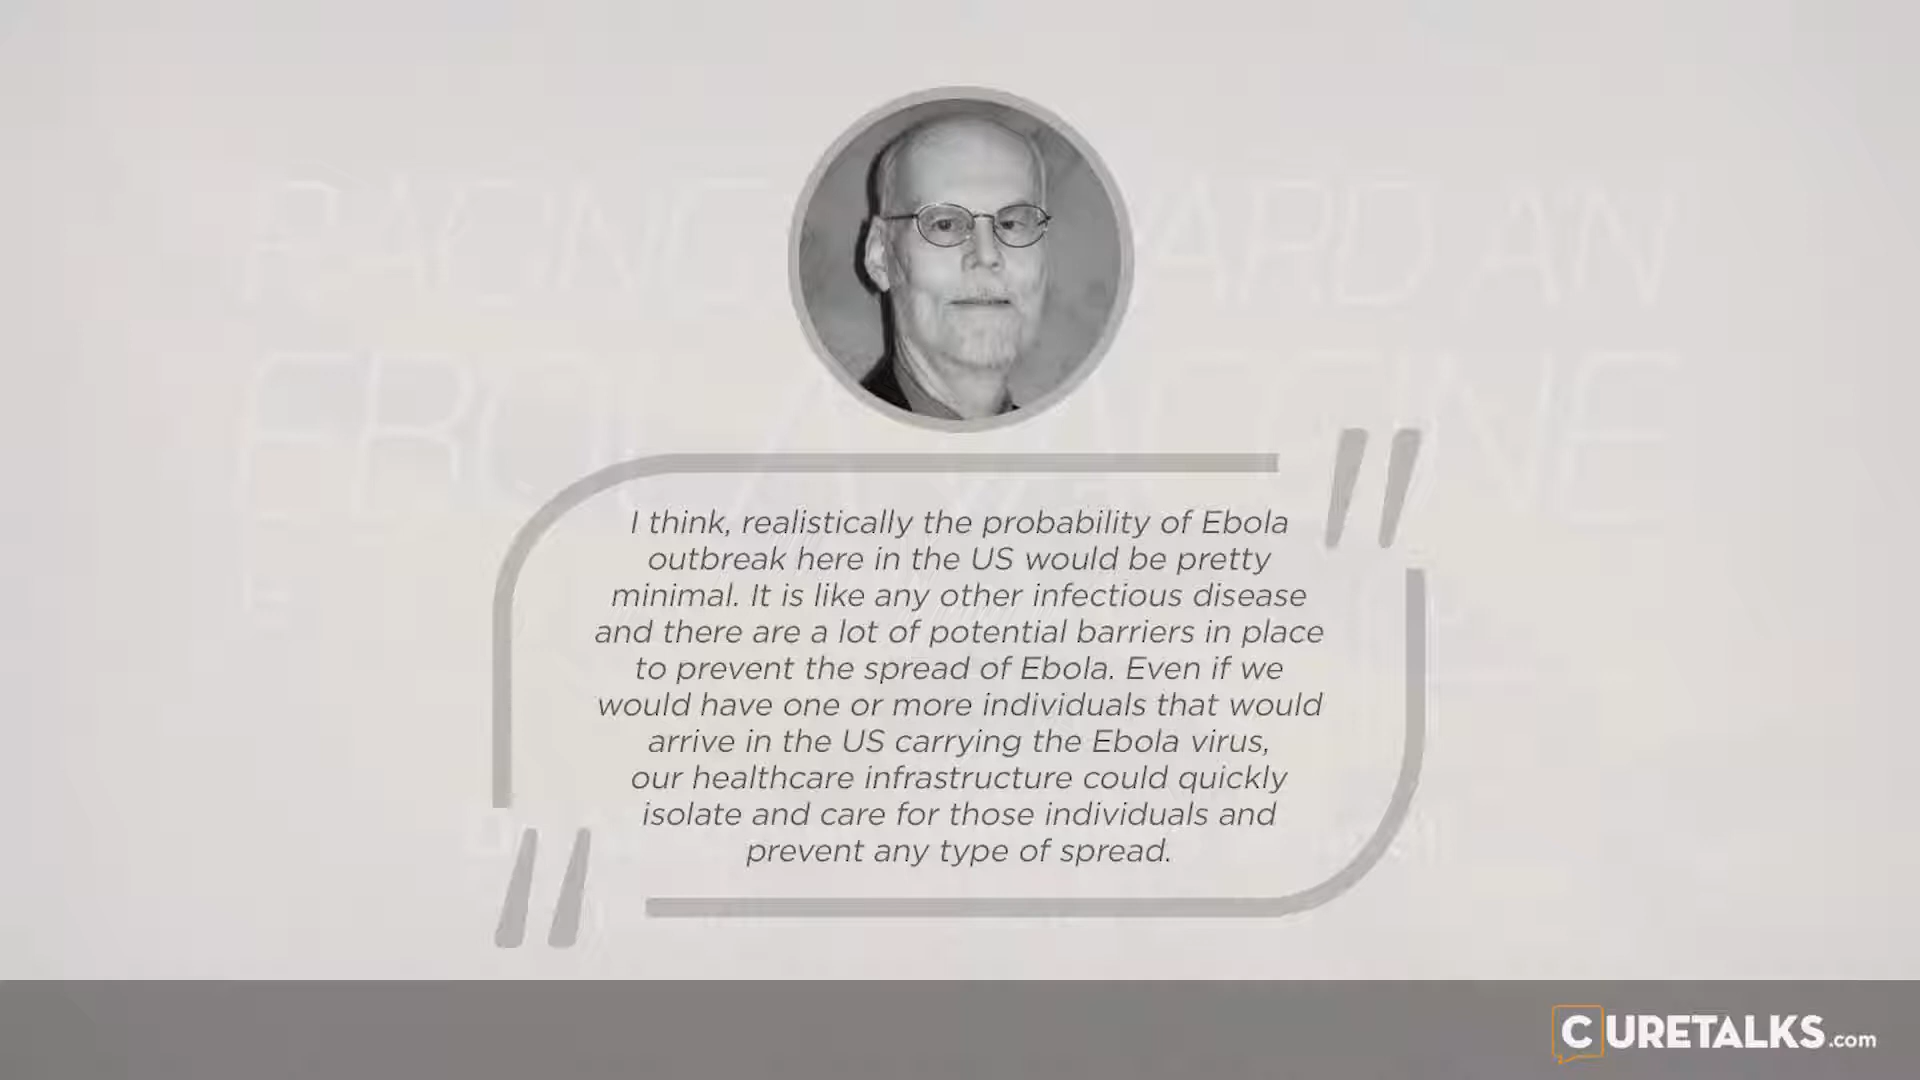 RACING
ARD AN
I think, realistically the probability of Ebola
outbreak here in the US would be pretty
minimal. It is like any other infectious disease
and there are a lot of potential barriers in place
to prevent the spread of Ebola. Even if we
would have one or more individuals that would
arrive in the US carrying the Ebola virus,
our healthcare infrastructure could quickly
isolate and care for those individuals and
prevent any type of spread.
CURETALKS.com